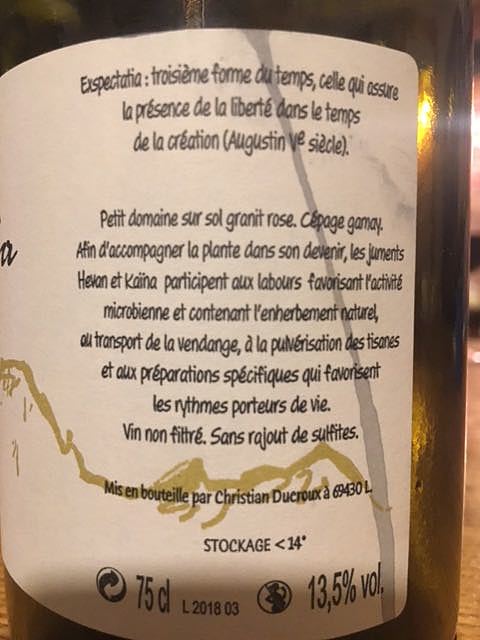 Exspectatia : troisième forme du temps, celle qui assure
la présence de la liberté dans le temps
de la création (Augustin Ve siècle).
Petit domaine sur sol granit rose. Cépage gamay.
Afin d'accompagner la plante dans son devenir, les juments
Hevan et Kaïna participent aux labours favorisant l'activité
microbienne et contenant l'enherbement naturel,
au transport de la vendange, à la pulvérisation des tisanes
et aux préparations spécifiques qui favorisent
les rythmes porteurs de vie.
Vin non filtré. Sans rajout de sulfites.
Mis en bouteille par Christian Ducroux à 69430 L
STOCKAGE < 14°
75 cl L 2018 03 13,5% vol.